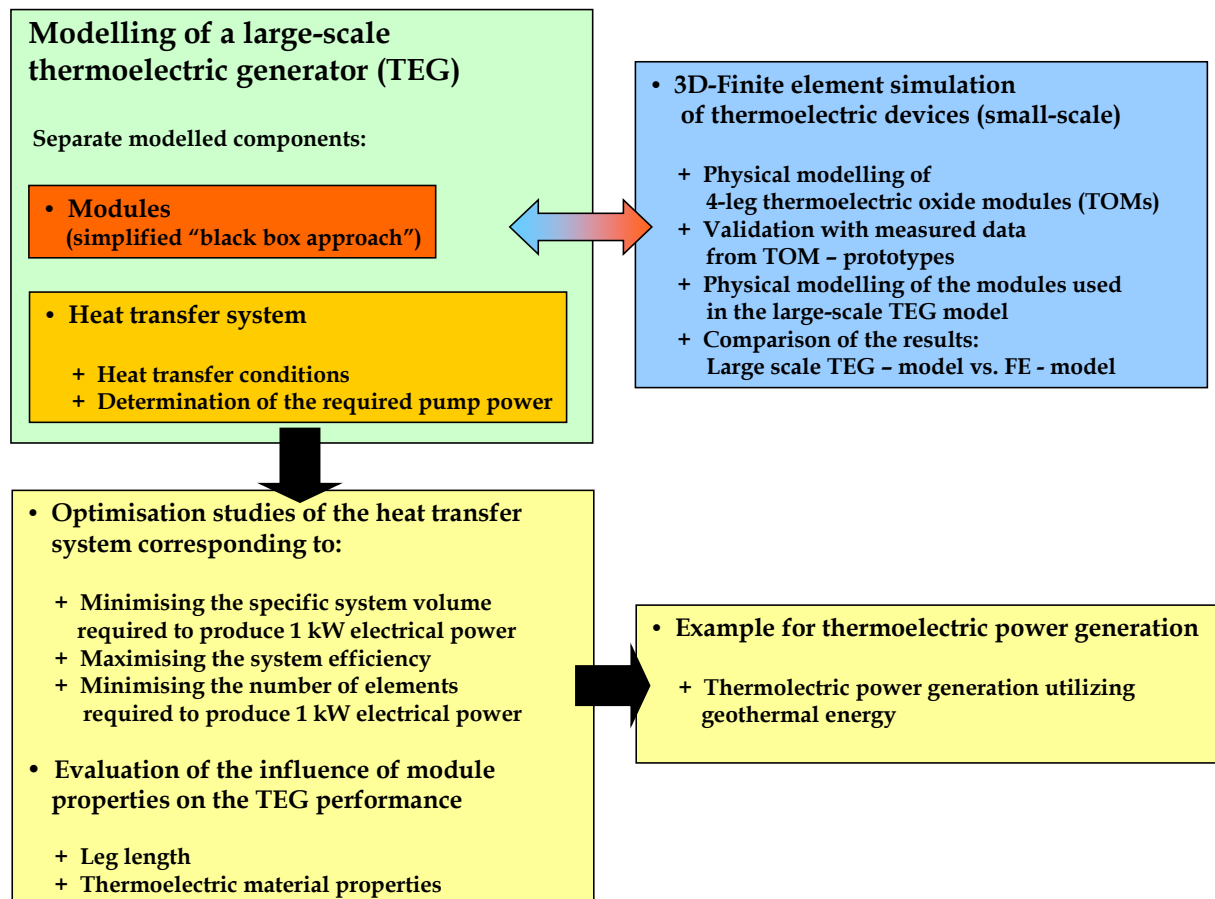 Modelling of a large-scale
thermoelectric generator (TEG)
Separate modelled components:
• Modules
(simplified “black box approach”)
• Heat transfer system
+ Heat transfer conditions
+ Determination of the required pump power
• 3D-Finite element simulation
of thermoelectric devices (small-scale)
+ Physical modelling of
4-leg thermoelectric oxide modules (TOMs)
+ Validation with measured data
from TOM – prototypes
+ Physical modelling of the modules used
in the large-scale TEG model
+ Comparison of the results:
Large scale TEG – model vs. FE - model
• Optimisation studies of the heat transfer
system corresponding to:
+ Minimising the specific system volume
required to produce 1 kW electrical power
+ Maximising the system efficiency
+ Minimising the number of elements
required to produce 1 kW electrical power
• Evaluation of the influence of module
properties on the TEG performance
+ Leg length
+ Thermoelectric material properties
• Example for thermoelectric power generation
+ Thermolectric power generation utilizing
geothermal energy